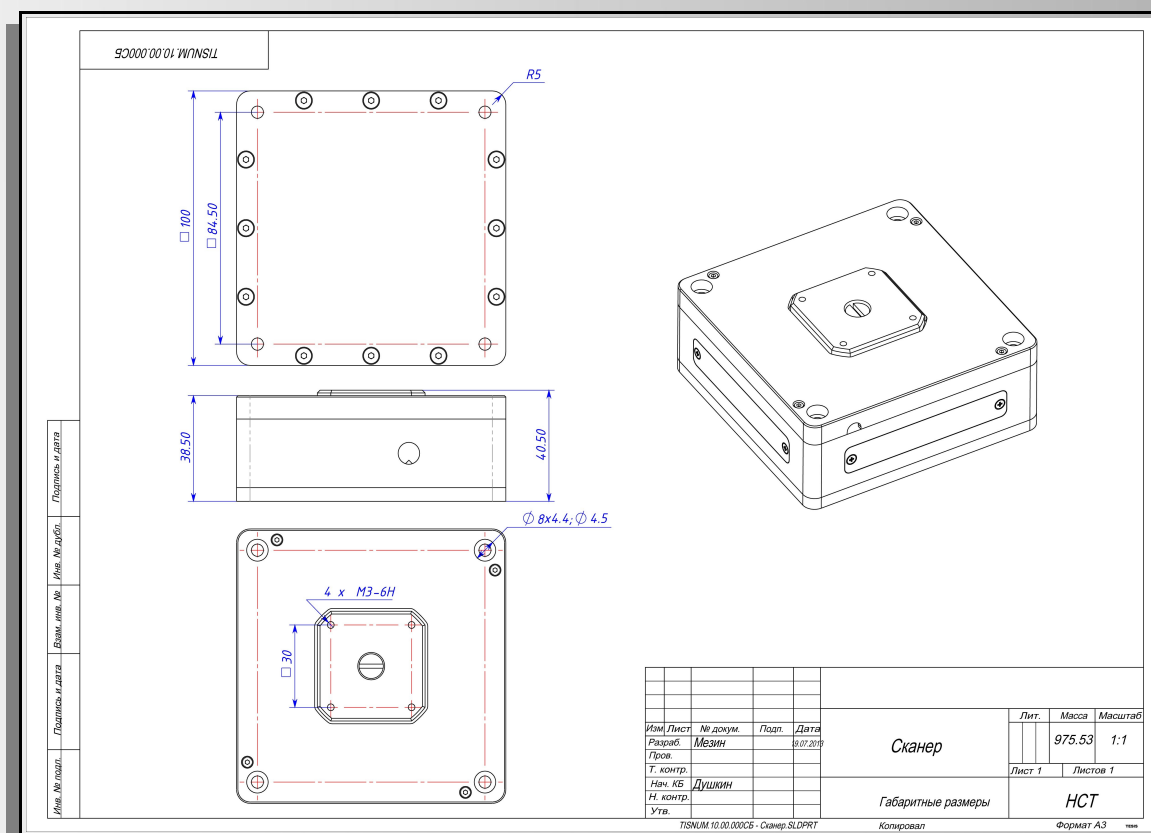 TISNUM.10.00.000СБ
R5
□ 100
□ 84.50
38.50
40.50
∅ 8x4.4; ∅ 4.5
4 x M3-6H
□ 30
Подпись и дата
Инв. № дубл.
Взам. инв. №
Подпись и дата
Инв. № подл.
Изм. Лист № докум. Подп. Дата
Разраб. Мезин 19.07.2013
Пров.
Т. контр.
Нач. КБ Душкин
Н. контр.
Утв.
Сканер
Габаритные размеры
Лит. Масса Масштаб
975.53 1:1
Лист 1 Листов 1
НСТ
TISNUM.10.00.000СБ - Сканер.SLDPRT Копировал Формат А3